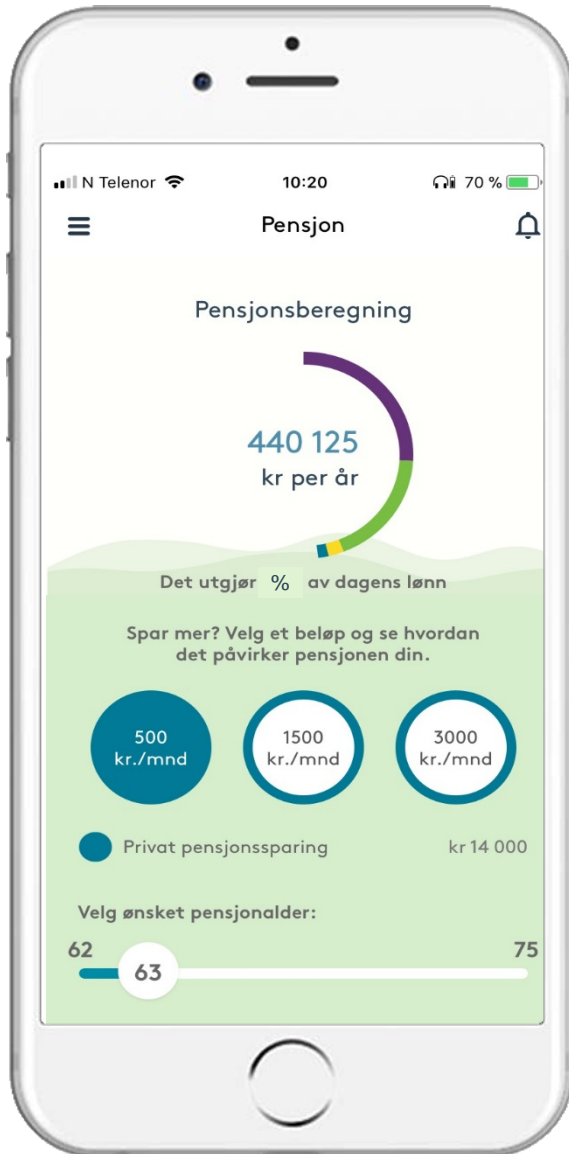 N Telenor 10:20 70 %
Pensjon
Pensjonsberegning
440 125
kr per år
Det utgjør % av dagens lønn
Spar mer? Velg et beløp og se hvordan
det påvirker pensjonen din.
500 1500 3000
kr./mnd kr./mnd kr./mnd
Privat pensjonssparing kr 14 000
Velg ønsket pensjonalder:
62 75
63